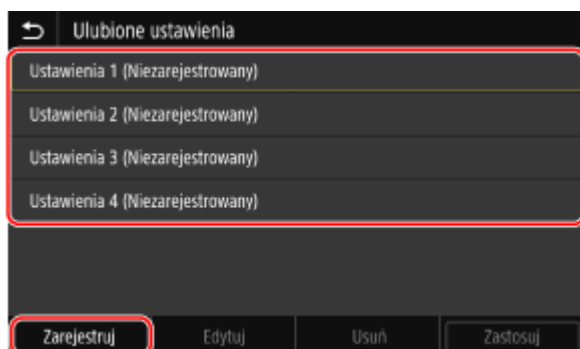 Ulubione ustawienia
Ustawienia 1 (Niezarejestrowany)
Ustawienia 2 (Niezarejestrowany)
Ustawienia 3 (Niezarejestrowany)
Ustawienia 4 (Niezarejestrowany)
Zarejestruj Edytuj Usuń Zastosuj